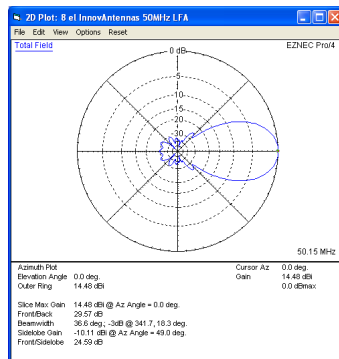 2D Plot: 8 el InnovAntennas 50MHz LFA
File Edit View Options Reset
Total Field
EZNEC Pro/4
0 dB
-5
-10
-15
-20
-25
-30
50.15 MHz
Azimuth Plot
Elevation Angle 0.0 deg.
Outer Ring 14.48 dBi
Cursor Az 0.0 deg.
Gain 14.48 dBi
0.0 dBmax
Slice Max Gain 14.48 dBi @ Az Angle = 0.0 deg.
Front/Back 29.57 dB
Beamwidth 36.6 deg.; -3dB @ 341.7, 18.3 deg.
Sidelobe Gain -10.11 dBi @ Az Angle = 49.0 deg.
Front/Sidelobe 24.59 dB